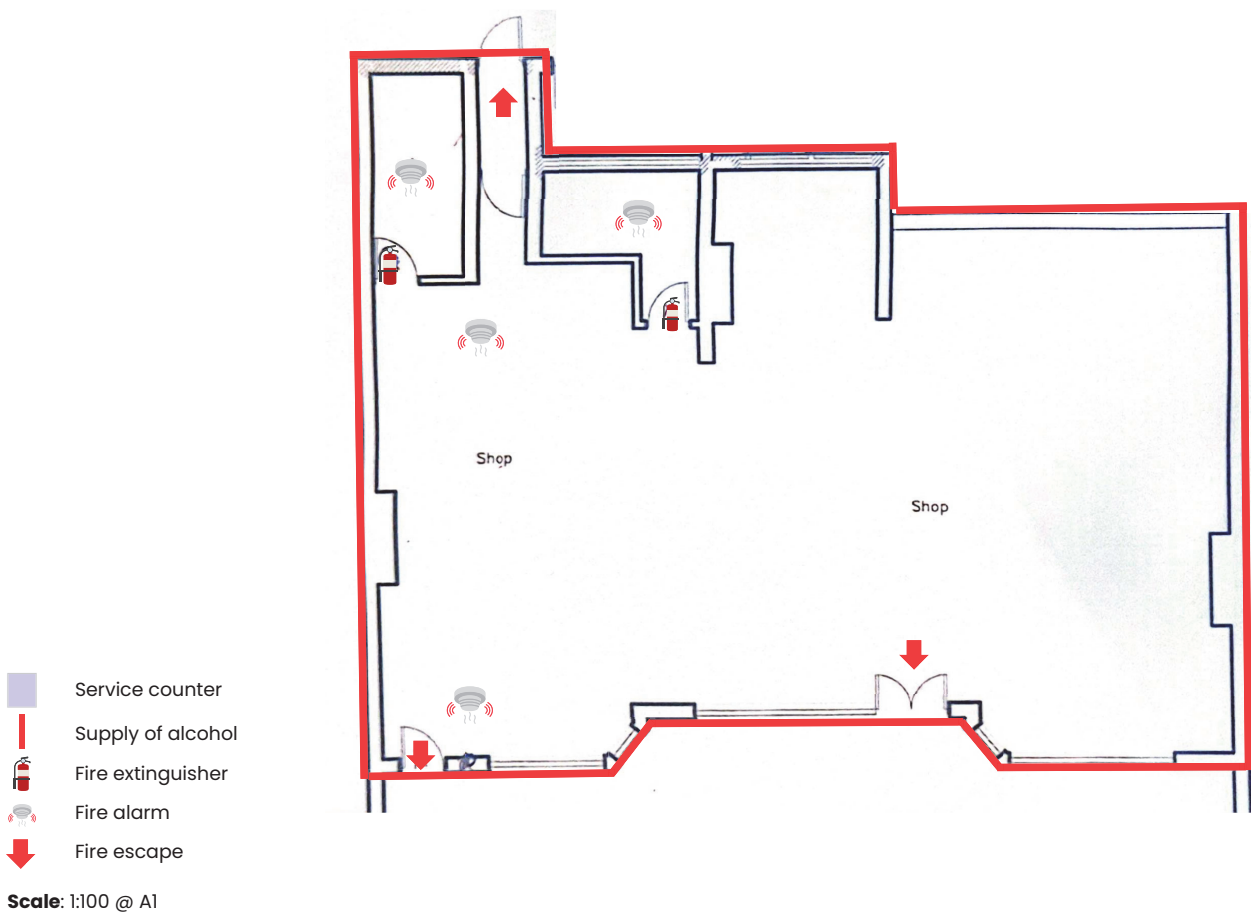 Shop
Shop
Service counter
Supply of alcohol
Fire extinguisher
Fire alarm
Fire escape
Scale: 1:100 @ A1